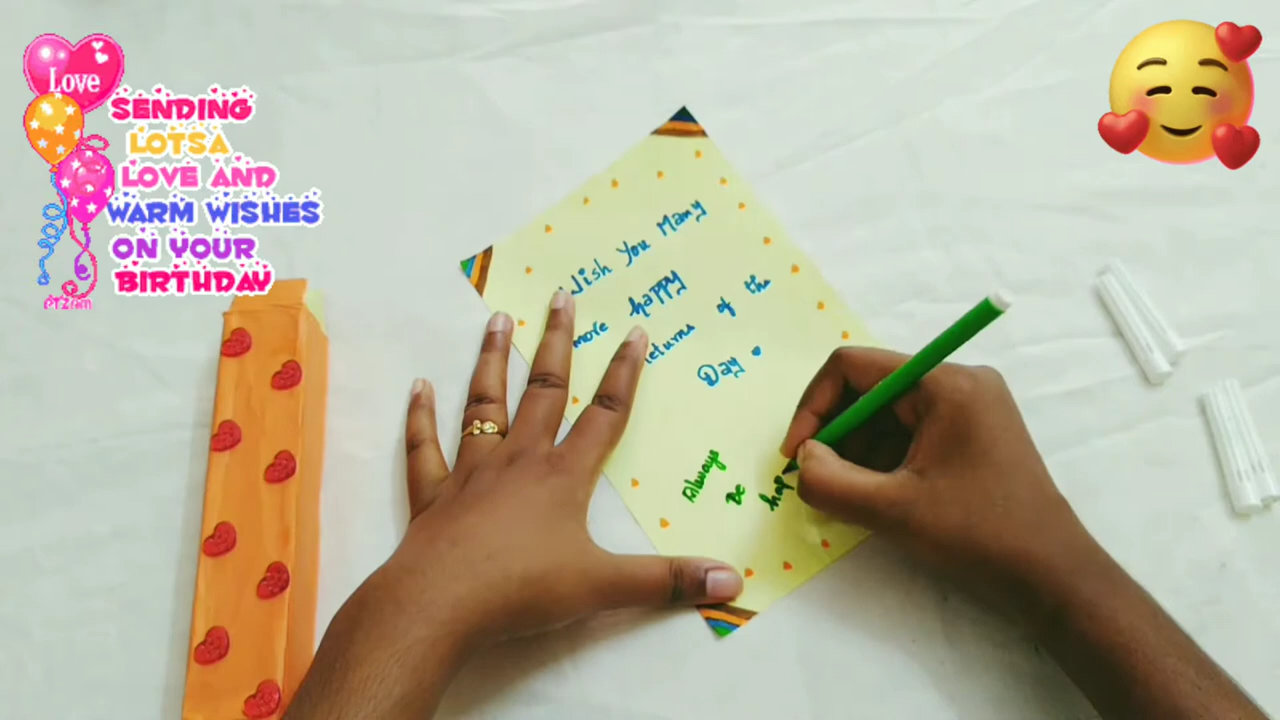 Love
SENDING
LOTSA
LOVE AND
WARM WISHES
ON YOUR
BIRTHDAY
Wish You Many
more happy
returns of the
Day
Always
Be
hap